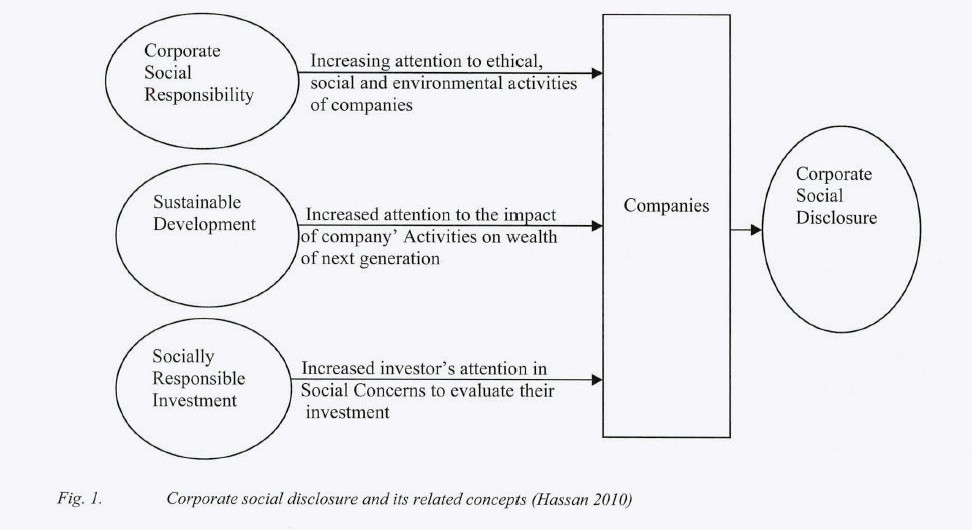 Corporate
Social
Responsibility
Increasing attention to ethical,
social and environmental activities
of companies
Sustainable
Development
Increased attention to the impact
of company’ Activities on wealth
of next generation
Socially
Responsible
Investment
Increased investor’s attention in
Social Concerns to evaluate their
investment
Companies
Corporate
Social
Disclosure
Fig. 1. Corporate social disclosure and its related concepts (Hassan 2010)